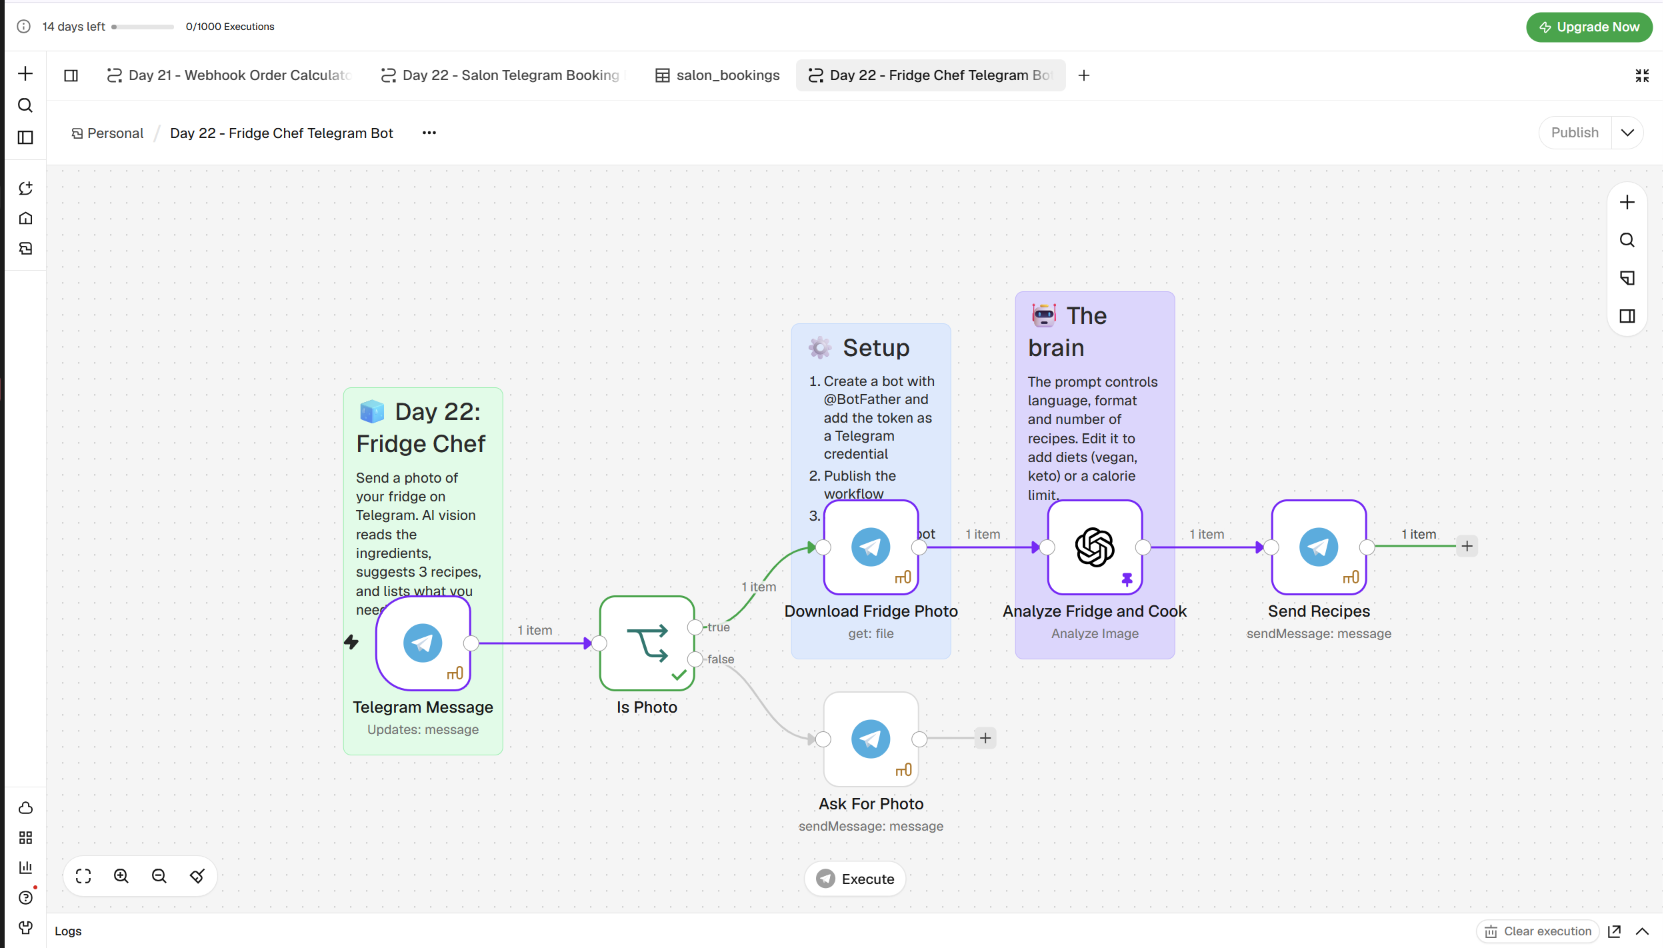 14 days left
0/1000 Executions
Upgrade Now
Day 21 - Webhook Order Calculato
Day 22 - Salon Telegram Booking
salon_bookings
Day 22 - Fridge Chef Telegram Bo
Personal / Day 22 - Fridge Chef Telegram Bot
Publish
Day 22:
Fridge Chef
Send a photo of
your fridge on
Telegram. AI vision
reads the
ingredients,
suggests 3 recipes,
and lists what you
Setup
1. Create a bot with
@BotFather and
add the token as
a Telegram
credential
2. Publish the
workflow
3.
The
brain
The prompt controls
language, format
and number of
recipes. Edit it to
add diets (vegan,
keto) or a calorie
limit.
Telegram Message
Updates: message
1 item
Is Photo
true
false
1 item
Download Fridge Photo
get: file
1 item
Analyze Fridge and Cook
Analyze Image
1 item
Send Recipes
sendMessage: message
1 item
Ask For Photo
sendMessage: message
Execute
Logs
Clear execution